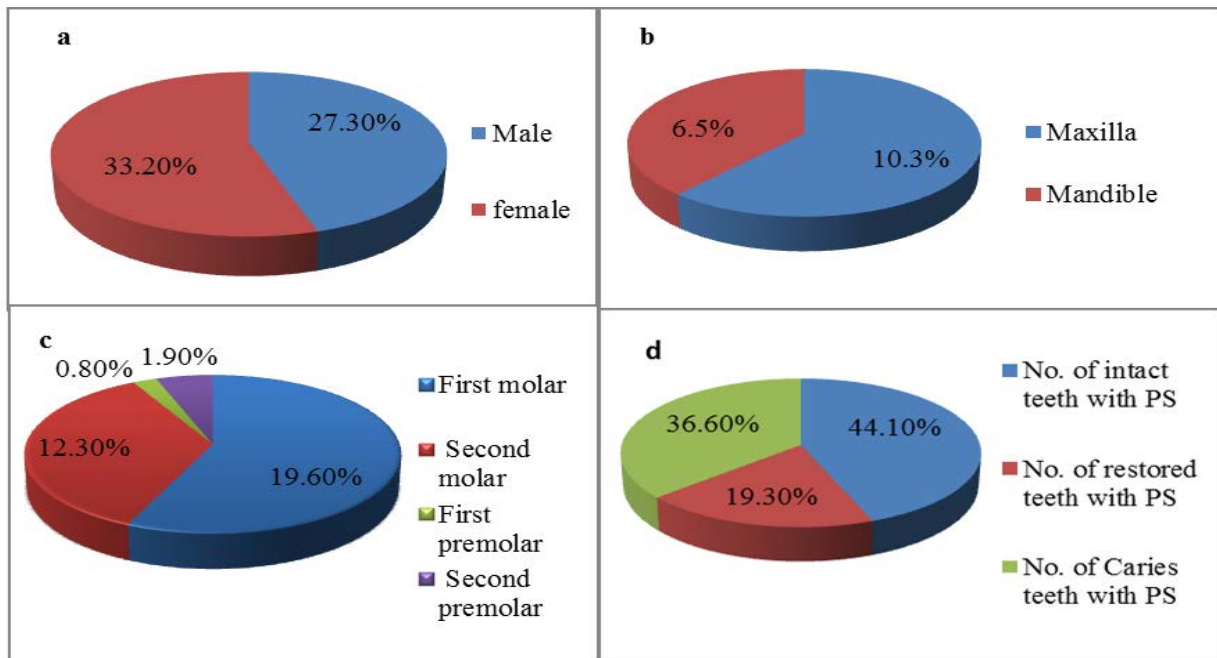 a
27.30%
33.20%
Male
female
b
6.5%
10.3%
Maxilla
Mandible
c
0.80%
1.90%
12.30%
19.60%
First molar
Second
molar
First
premolar
Second
premolar
d
36.60%
44.10%
19.30%
No. of intact
teeth with PS
No. of restored
teeth with PS
No. of Caries
teeth with PS